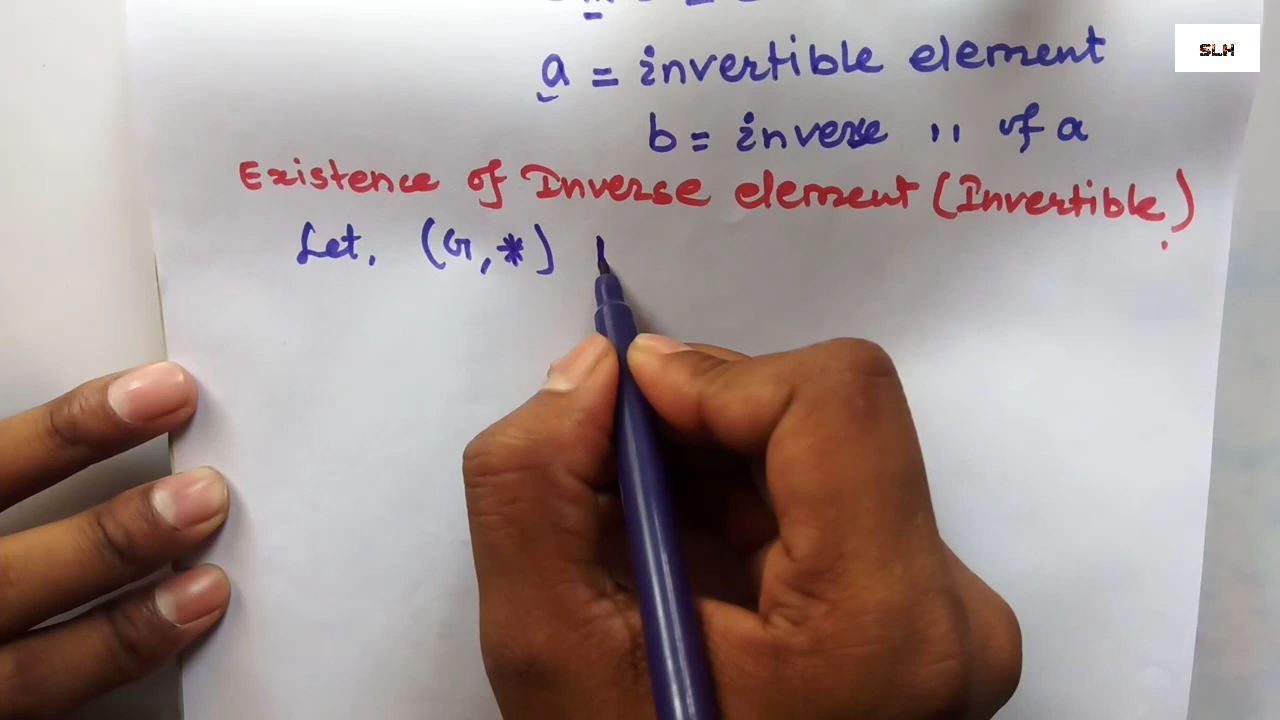 SLH
a = invertible element
b = inverse ,, of a
Existence of Inverse element (Invertible)
Let, (G, *)